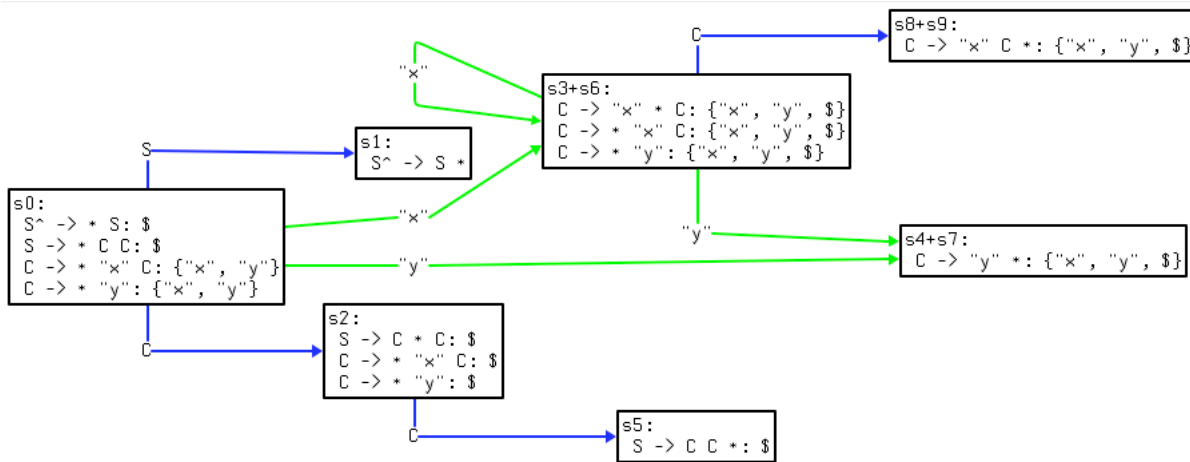 C
s8+s9:
C -> "x" C *: {"x", "y", $}
"x"
s3+s6:
C -> "x" * C: {"x", "y", $}
C -> * "x" C: {"x", "y", $}
C -> * "y": {"x", "y", $}
S
s1:
S^ -> S *
s0:
S^ -> * S: $
S -> * C C: $
C -> * "x" C: {"x", "y"}
C -> * "y": {"x", "y"}
"x"
"y"
"y"
s4+s7:
C -> "y" *: {"x", "y", $}
C
s2:
S -> C * C: $
C -> * "x" C: $
C -> * "y": $
C
s5:
S -> C C *: $